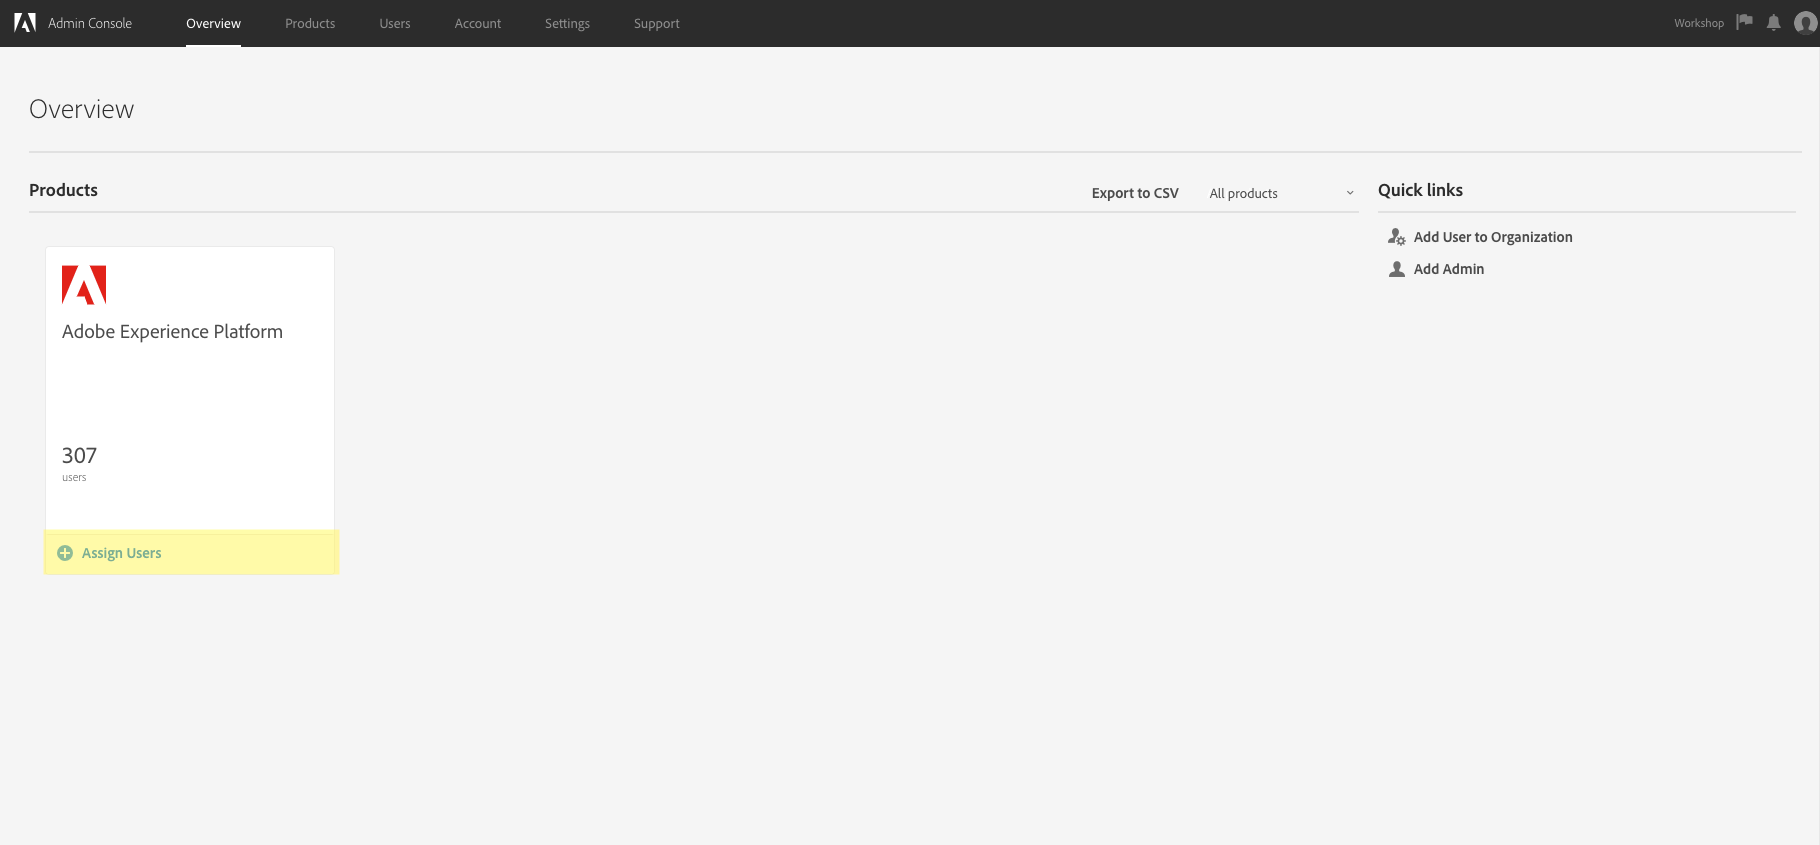 Admin Console Overview Products Users Account Settings Support Workshop
Overview
Products Export to CSV All products
Quick links
Add User to Organization
Add Admin
Adobe Experience Platform
307
users
Assign Users